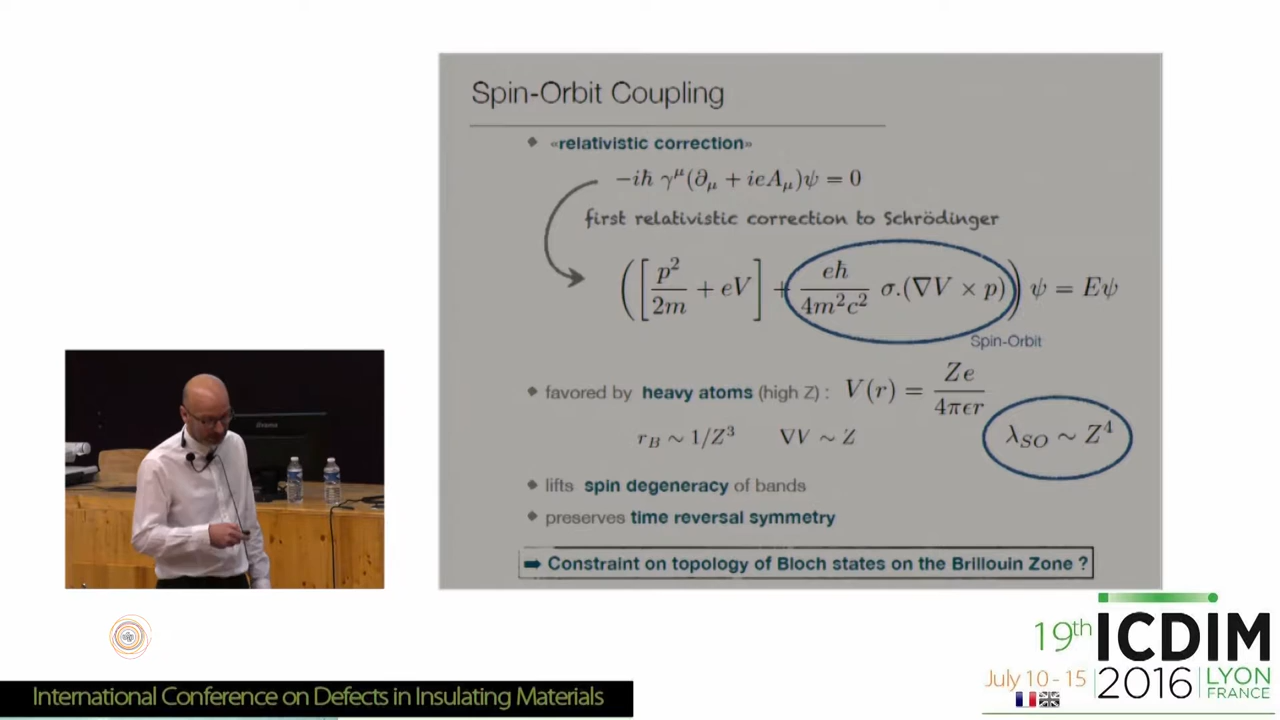 Spin-Orbit Coupling
«relativistic correction»
−iħ γ^μ(∂_μ + ieA_μ)ψ = 0
first relativistic correction to Schrödinger
([p²/2m + eV] + eħ/4m²c² σ.(∇V × p)) ψ = Eψ
Spin-Orbit
favored by heavy atoms (high Z) : V(r) = Ze/4πϵr
r_B ∼ 1/Z³ ∇V ∼ Z
λ_SO ∼ Z⁴
lifts spin degeneracy of bands
preserves time reversal symmetry
➡ Constraint on topology of Bloch states on the Brillouin Zone ?
19th ICDIM
July 10 - 15 2016 LYON
FRANCE
International Conference on Defects in Insulating Materials